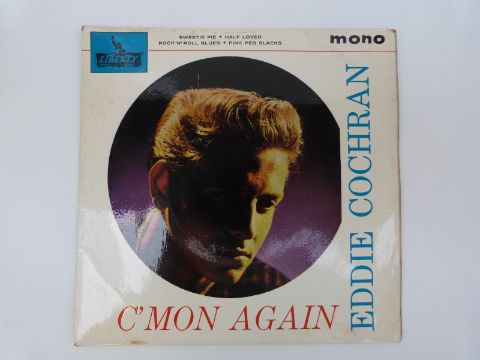 SWEETIE PIE • HALF LOVED
ROCK'N'ROLL BLUES • PINK PEG SLACKS
mono
LIBERTY
EDDIE COCHRAN
C'MON AGAIN